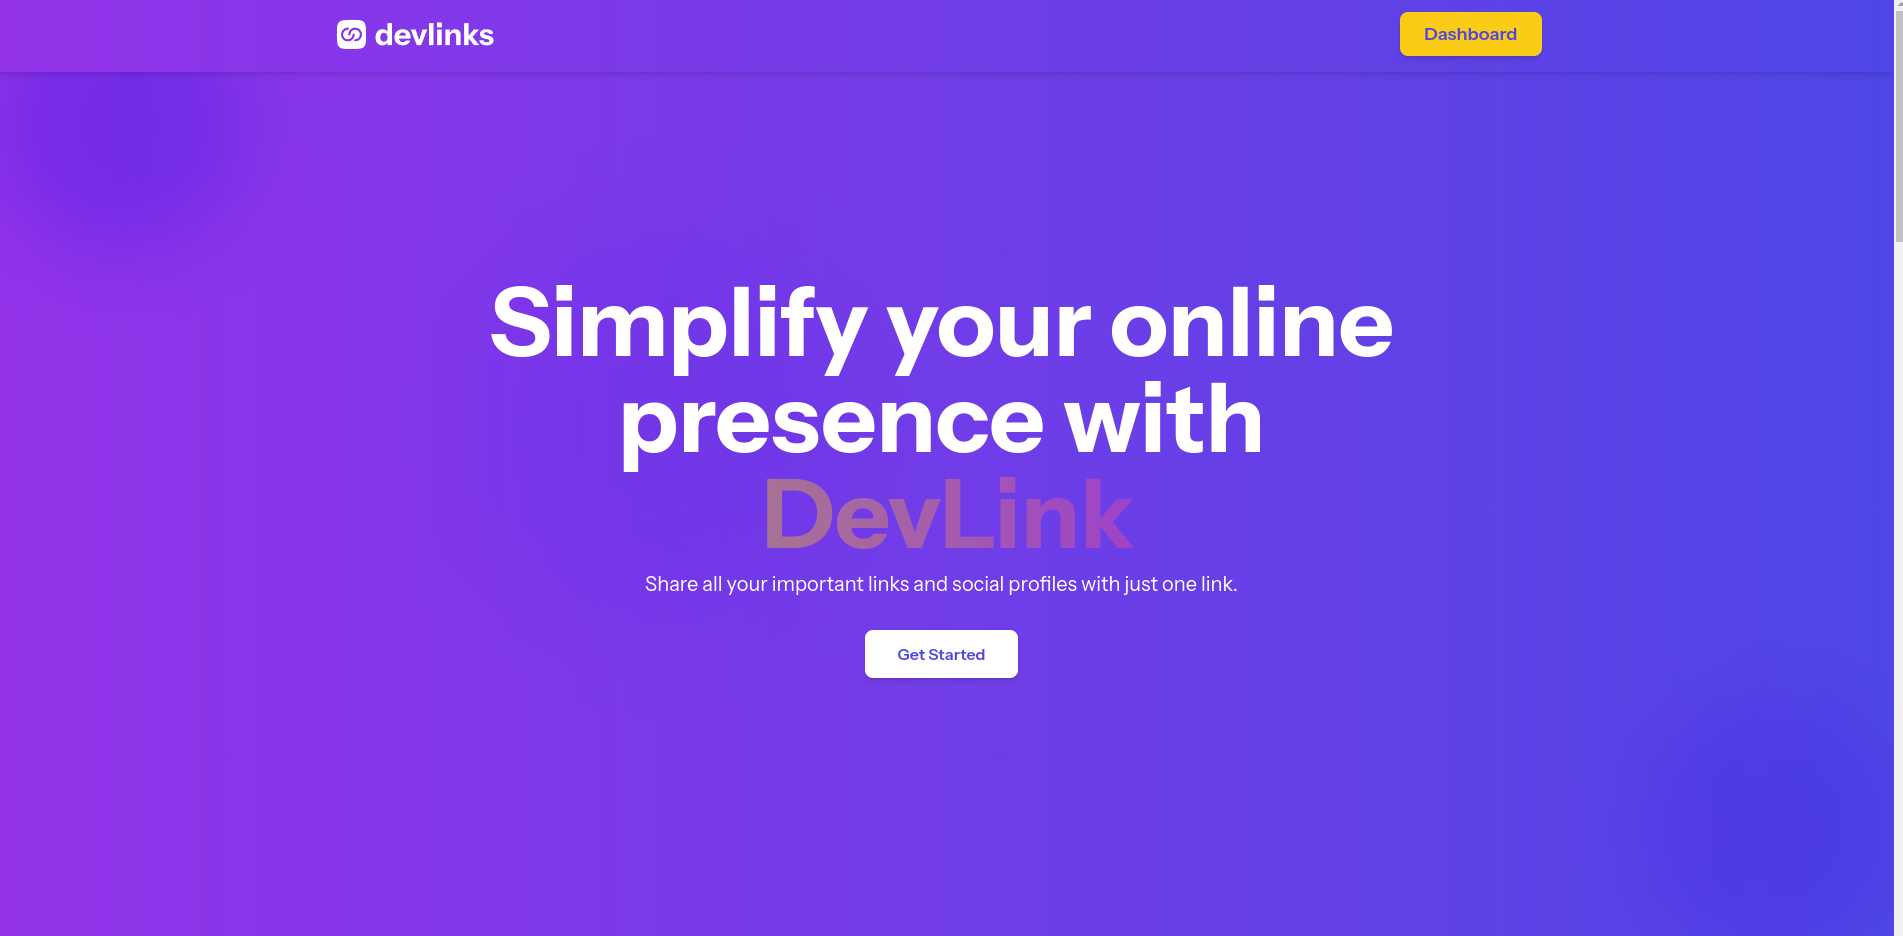 devlinks
Dashboard
Simplify your online
presence with
DevLink
Share all your important links and social profiles with just one link.
Get Started